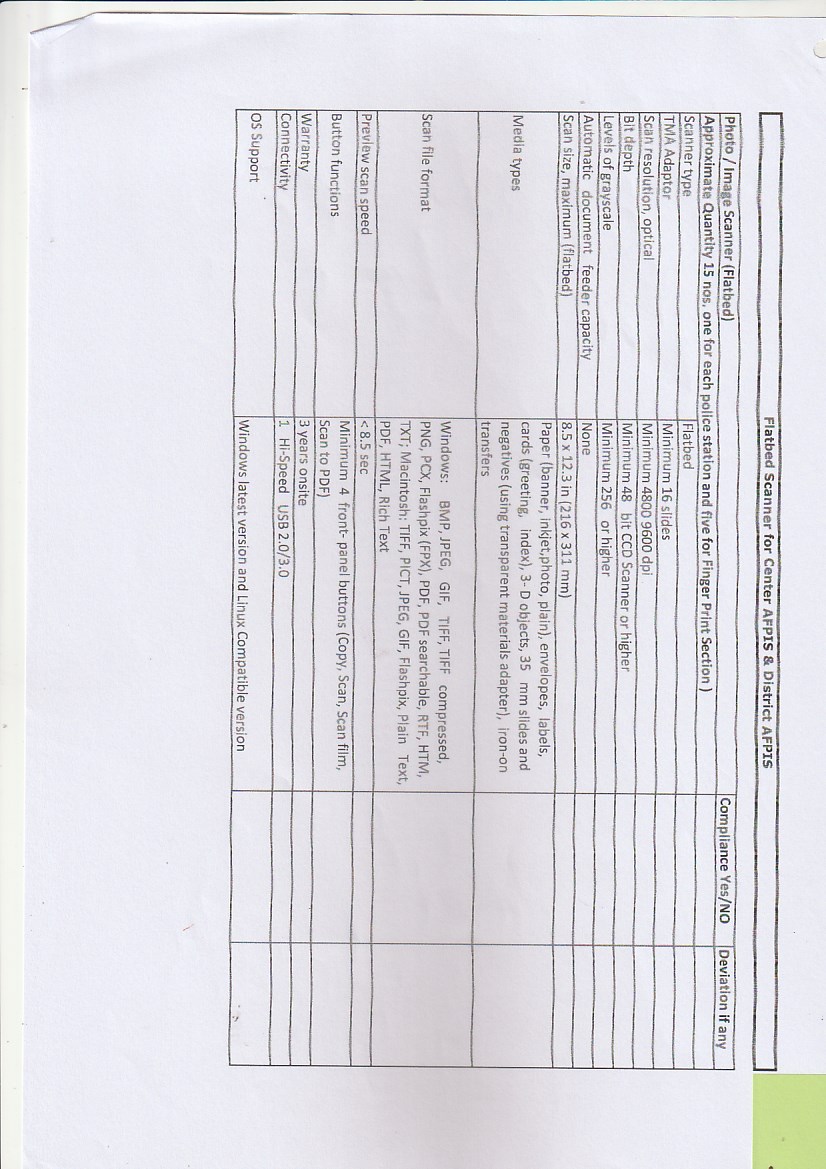 Flatbed Scanner for Center AFPIS & District AFPIS
Photo / Image Scanner (Flatbed) Compliance Yes/NO Deviation if any
Approximate Quantity 15 nos, one for each police station and five for Finger Print Section )
Scanner type Flatbed
TMA Adaptor Minimum 16 slides
Scan resolution, optical Minimum 4800 9600 dpi
Bit depth Minimum 48 bit CCD Scanner or higher
Levels of grayscale Minimum 256 or higher
Automatic document feeder capacity None
Scan size, maximum (flatbed) 8.5 x 12.3 in (216 x 311 mm)
Media types
Paper (banner, inkjet,photo, plain), envelopes, labels,
cards (greeting, index), 3- D objects, 35 mm slides and
negatives (using transparent materials adapter), iron-on
transfers
Scan file format
Windows: BMP, JPEG, GIF, TIFF, TIFF compressed,
PNG, PCX, Flashpix (FPX), PDF, PDF searchable, RTF, HTM,
TXT; Macintosh: TIFF, PICT, JPEG, GIF, Flashpix, Plain Text,
PDF, HTML, Rich Text
Preview scan speed < 8.5 sec
Button functions
Minimum 4 front- panel buttons (Copy, Scan, Scan film,
Scan to PDF)
Warranty 3 years onsite
Connectivity 1 Hi-Speed USB 2.0/3.0
OS Support Windows latest version and Linux Compatible version